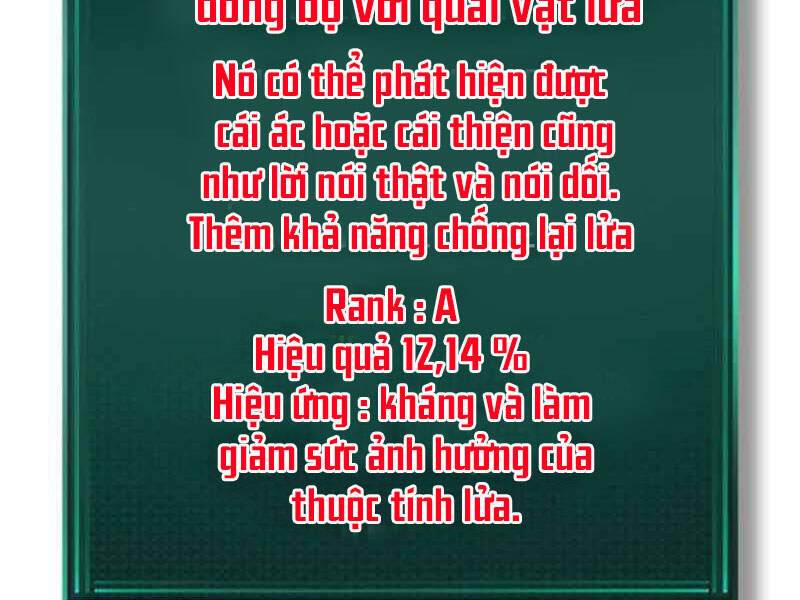 đồng bộ với quái vật lửa
Nó có thể phát hiện được
cái ác hoặc cái thiện cũng
như lời nói thật và nói dối.
Thêm khả năng chống lại lửa
Rank : A
Hiệu quả 12,14 %
Hiệu ứng : kháng và làm
giảm sức ảnh hưởng của
thuộc tính lửa.